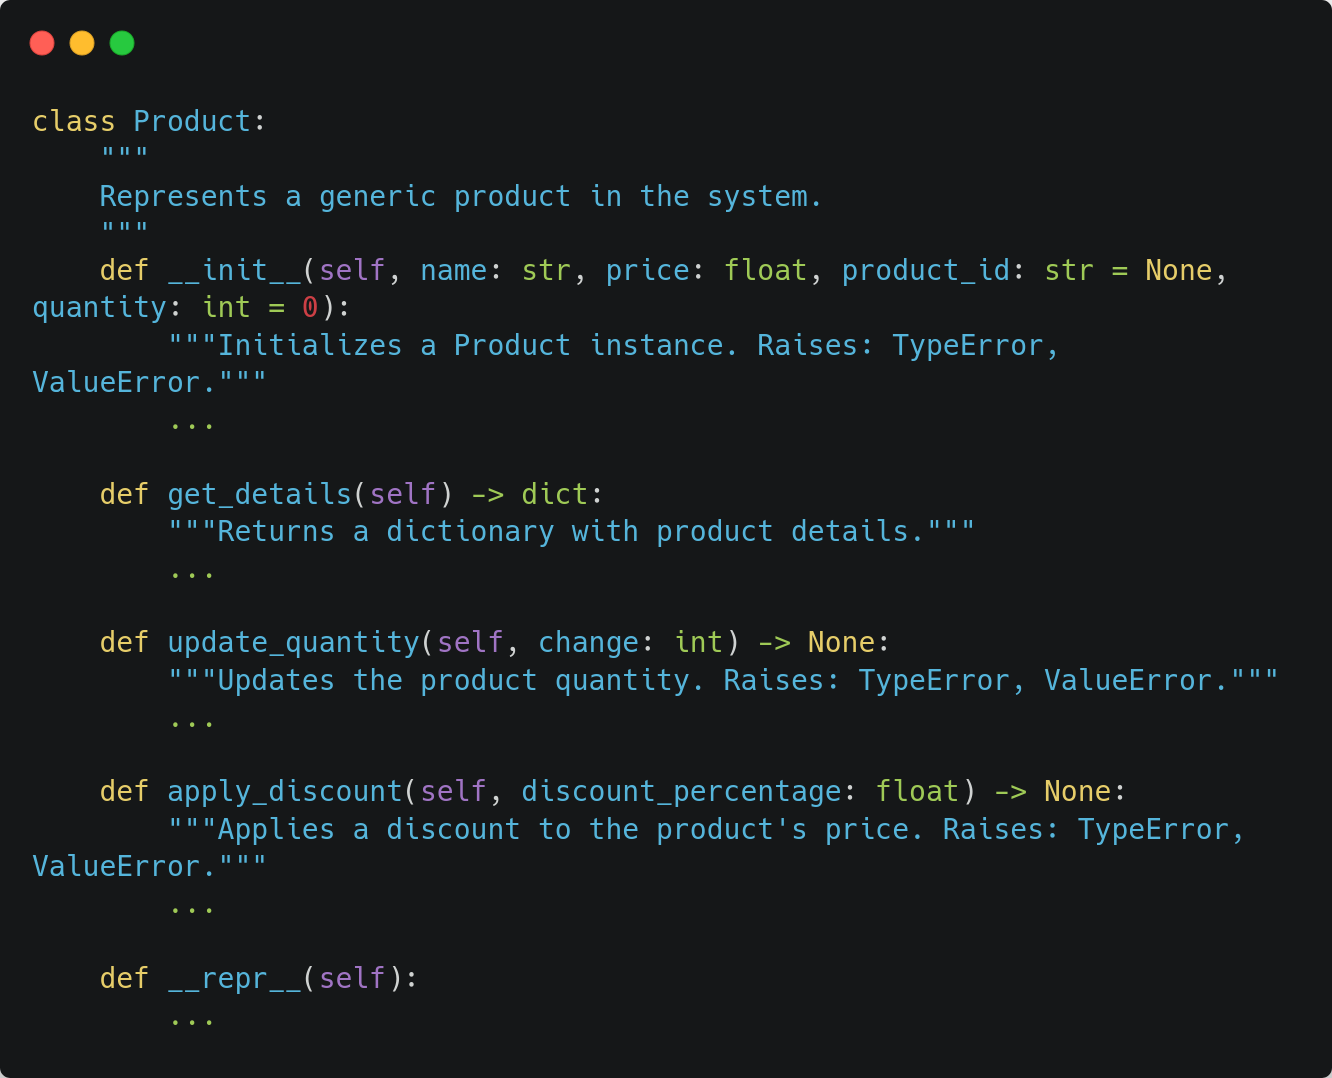 class Product:
    """
    Represents a generic product in the system.
    """
    def __init__(self, name: str, price: float, product_id: str = None,
quantity: int = 0):
        """Initializes a Product instance. Raises: TypeError,
ValueError."""
        ...

    def get_details(self) -> dict:
        """Returns a dictionary with product details."""
        ...

    def update_quantity(self, change: int) -> None:
        """Updates the product quantity. Raises: TypeError, ValueError."""
        ...

    def apply_discount(self, discount_percentage: float) -> None:
        """Applies a discount to the product's price. Raises: TypeError,
ValueError."""
        ...

    def __repr__(self):
        ...